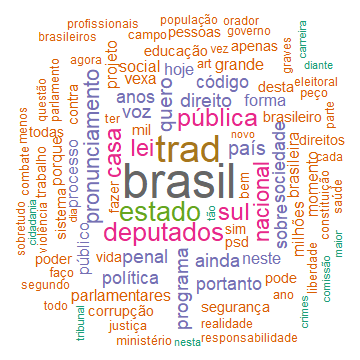 profissionais
população
orador
brasileiros
campo
pessoas
governo
agora
educação
vez
apenas
carreira
questão
parlamento
projeto
social
hoje
art
grande
graves
diante
vexa
código
eleitoral
contra
anos
quero
desta
peço
combate
menos
todas
pronunciamento
voz
direito
forma
parte
ter
mil
pública
brasileiro
novo
casa
lei
trad
país
sobre
sociedade
direitos
porque
processo
da
brasil
bem
nacional
brasileira
milhões
momento
cada
constituição
saúde
trabalho
violência
sistema
fazer
estado
tão
sul
cidadania
sobretudo
público
deputados
sim
psd
maior
poder
vida
penal
programa
ainda
neste
liberdade
comissão
faço
política
portanto
pode
segundo
parlamentares
ano
crimes
todo
corrupção
segurança
tribunal
justiça
realidade
ministério
nesta
responsabilidade